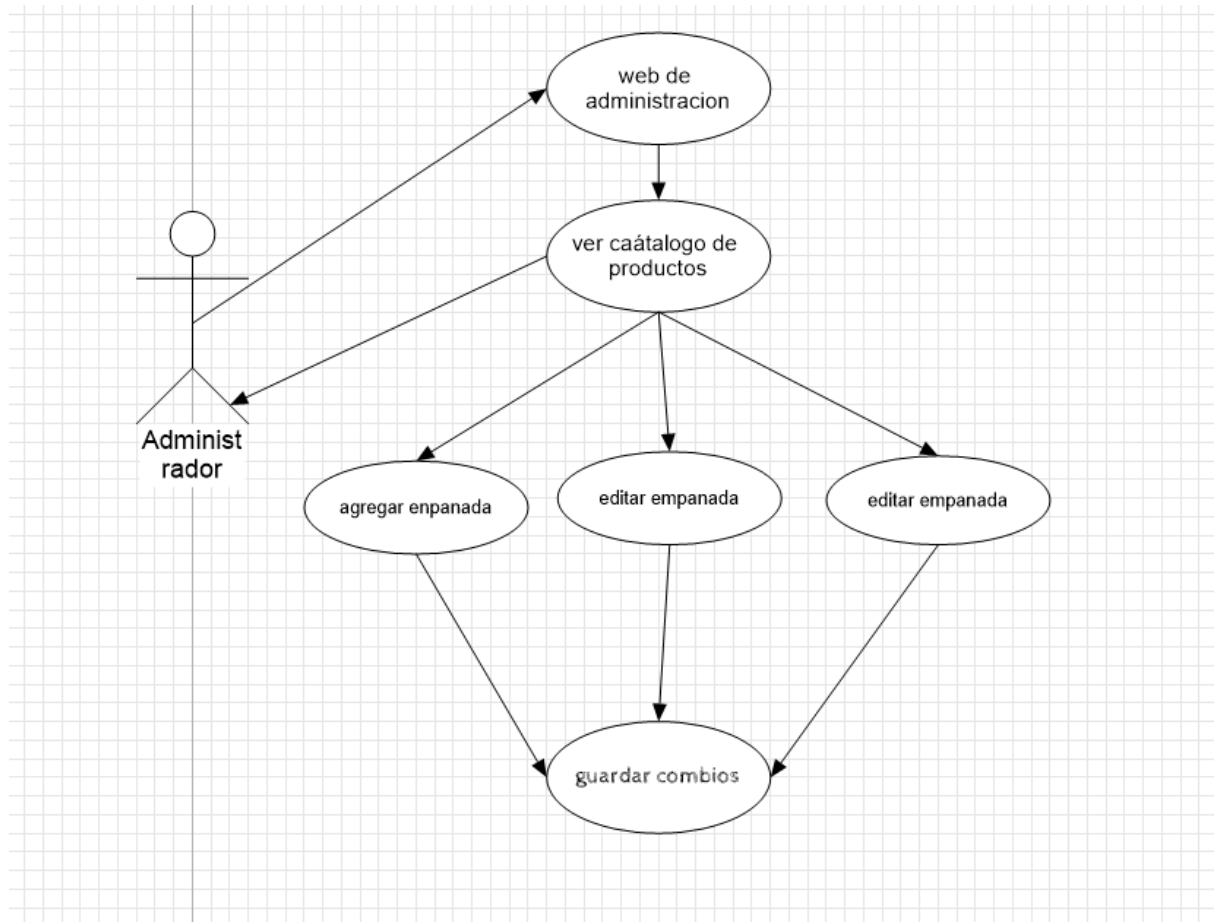 web de
administracion
ver caátalogo de
productos
Administ
rador
agregar enpanada
editar empanada
editar empanada
guardar combios